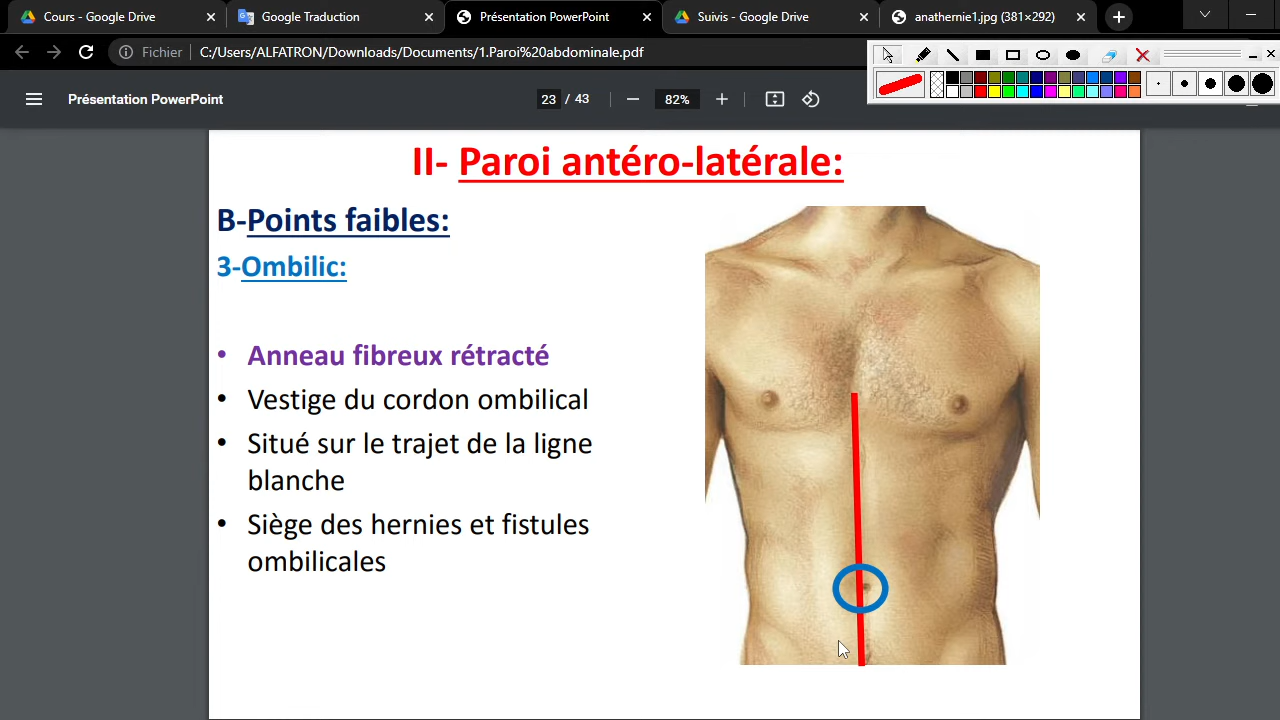 Cours - Google Drive
Google Traduction
Présentation PowerPoint
Suivis - Google Drive
anathernie1.jpg (381×292)
Fichier
C:/Users/ALFATRON/Downloads/Documents/1.Paroi%20abdominale.pdf
Présentation PowerPoint
23 / 43
82%
II- Paroi antéro-latérale:
B-Points faibles:
3-Ombilic:
• Anneau fibreux rétracté
• Vestige du cordon ombilical
• Situé sur le trajet de la ligne
blanche
• Siège des hernies et fistules
ombilicales